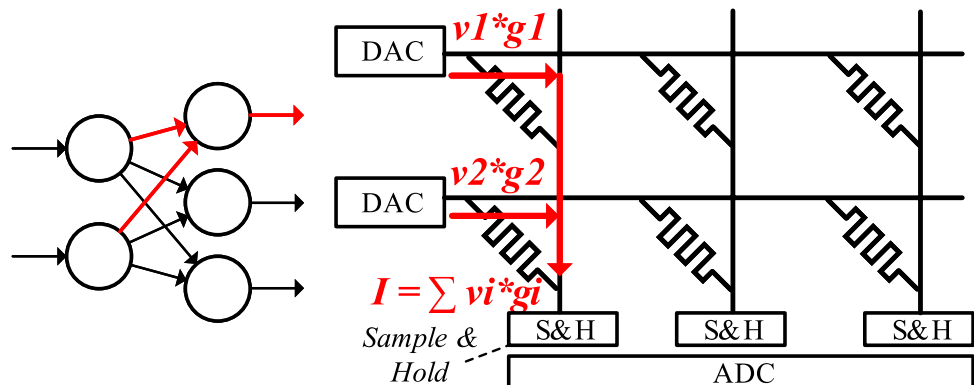 v1*g1
DAC
v2*g2
DAC
I = ∑ vi*gi
Sample &
Hold
S&H S&H S&H
ADC